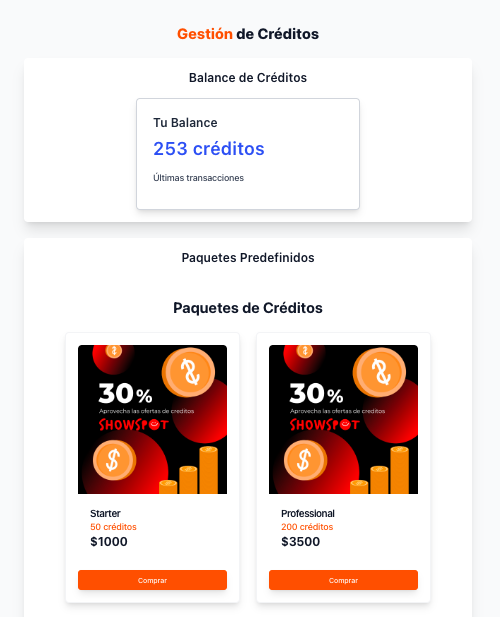 Gestión de Créditos
Balance de Créditos
Tu Balance
253 créditos
Últimas transacciones
Paquetes Predefinidos
Paquetes de Créditos
30%
Aprovecha las ofertas de creditos
SHOWSPOT
Starter
50 créditos
$1000
Comprar
30%
Aprovecha las ofertas de creditos
SHOWSPOT
Professional
200 créditos
$3500
Comprar